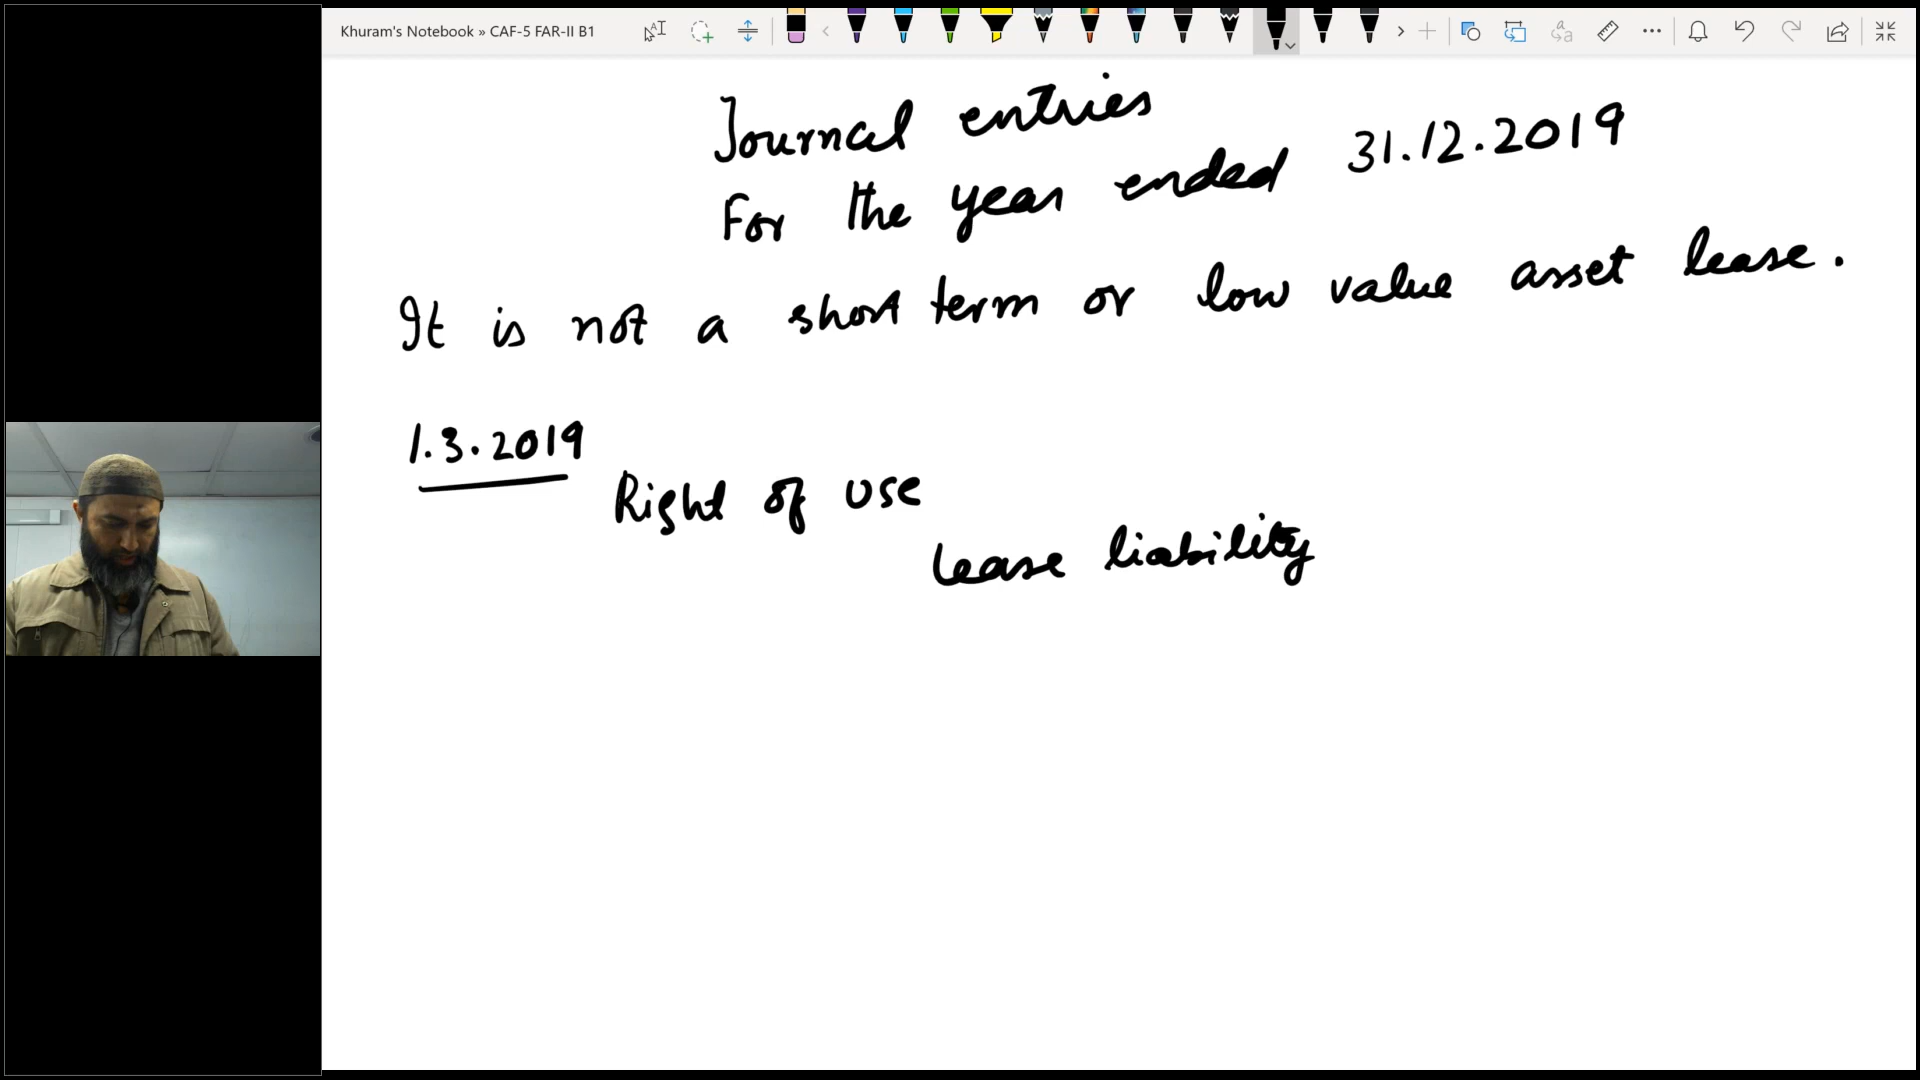 Khuram's Notebook » CAF-5 FAR-II B1
Journal entries
For the year ended 31.12.2019
It is not a short term or low value asset lease.
1.3.2019
Right of use
lease liability